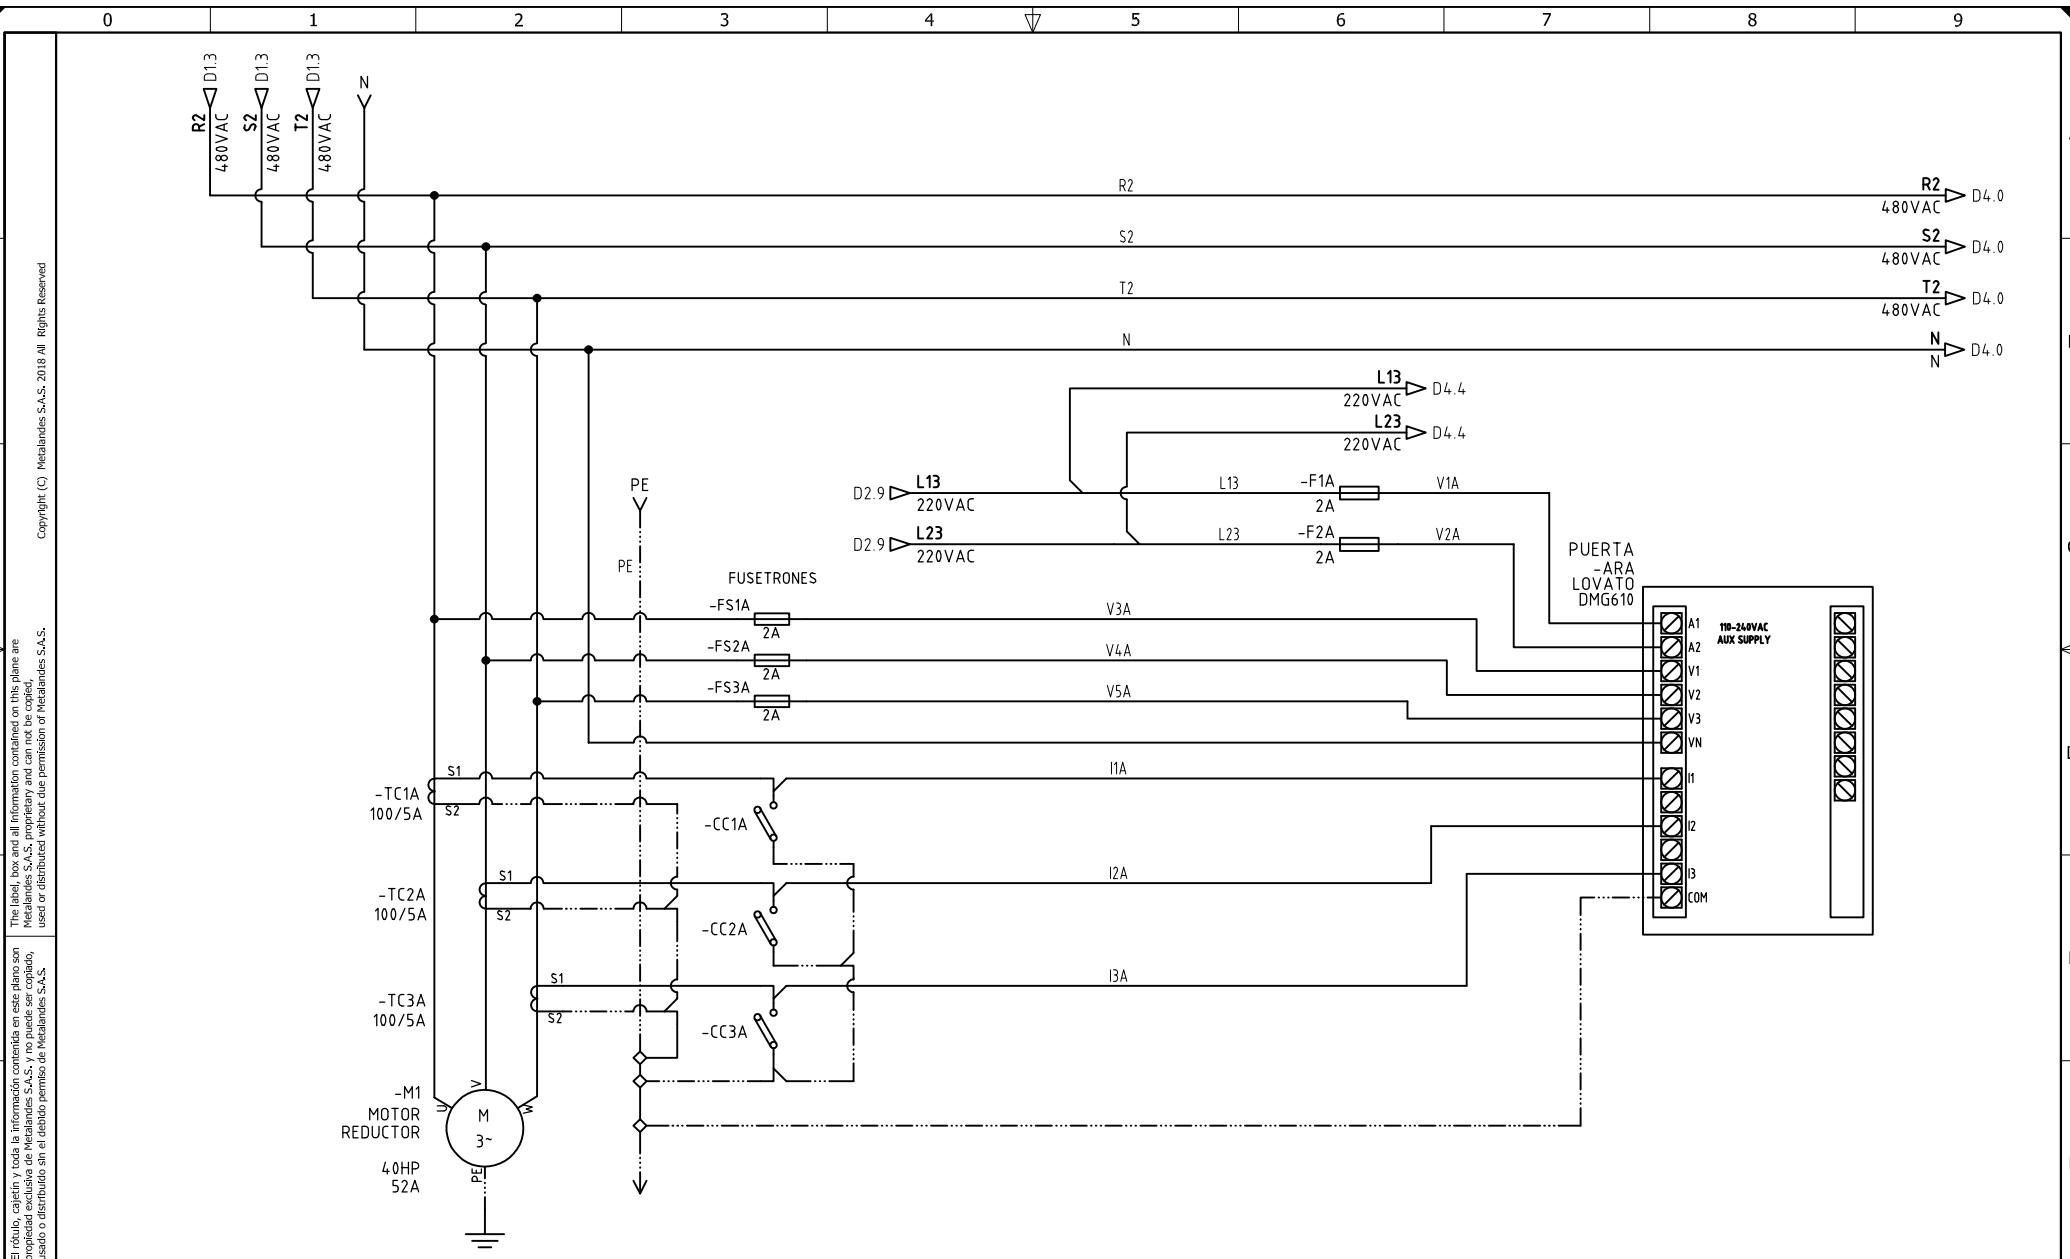 0 1 2 3 4 5 6 7 8 9
D1.3 D1.3 D1.3 N
R2 480VAC S2 480VAC T2 480VAC
R2 R2 D4.0
480VAC
S2 S2 D4.0
480VAC
T2 T2 D4.0
480VAC
N N D4.0
N
L13 D4.4
220VAC
L23 D4.4
220VAC
PE
D2.9 L13 L13 -F1A V1A
220VAC 2A
D2.9 L23 L23 -F2A V2A
220VAC 2A
PE
FUSETRONES
-FS1A V3A
2A
-FS2A V4A
2A
-FS3A V5A
2A
PUERTA
-ARA
LOVATO
DMG610
110-240VAC
AUX SUPPLY
A1
A2
V1
V2
V3
VN
I1
I2
I3
COM
S1 I1A
-TC1A
100/5A S2
-CC1A
S1 I2A
-TC2A
100/5A S2
-CC2A
S1 I3A
-TC3A
100/5A S2
-CC3A
-M1
MOTOR
REDUCTOR
40HP
52A
U V W
M
3~
PE
Copyright (C) Metalandes S.A.S. 2018 All Rights Reserved
The label, box and all information contained on this plane are
Metalandes S.A.S. proprietary and can not be copied,
used or distributed without due permission of Metalandes S.A.S.
El rótulo, cajetín y toda la información contenida en este plano son
propiedad exclusiva de Metalandes S.A.S. y no puede ser copiado,
usado o distribuido sin el debido permiso de Metalandes S.A.S.